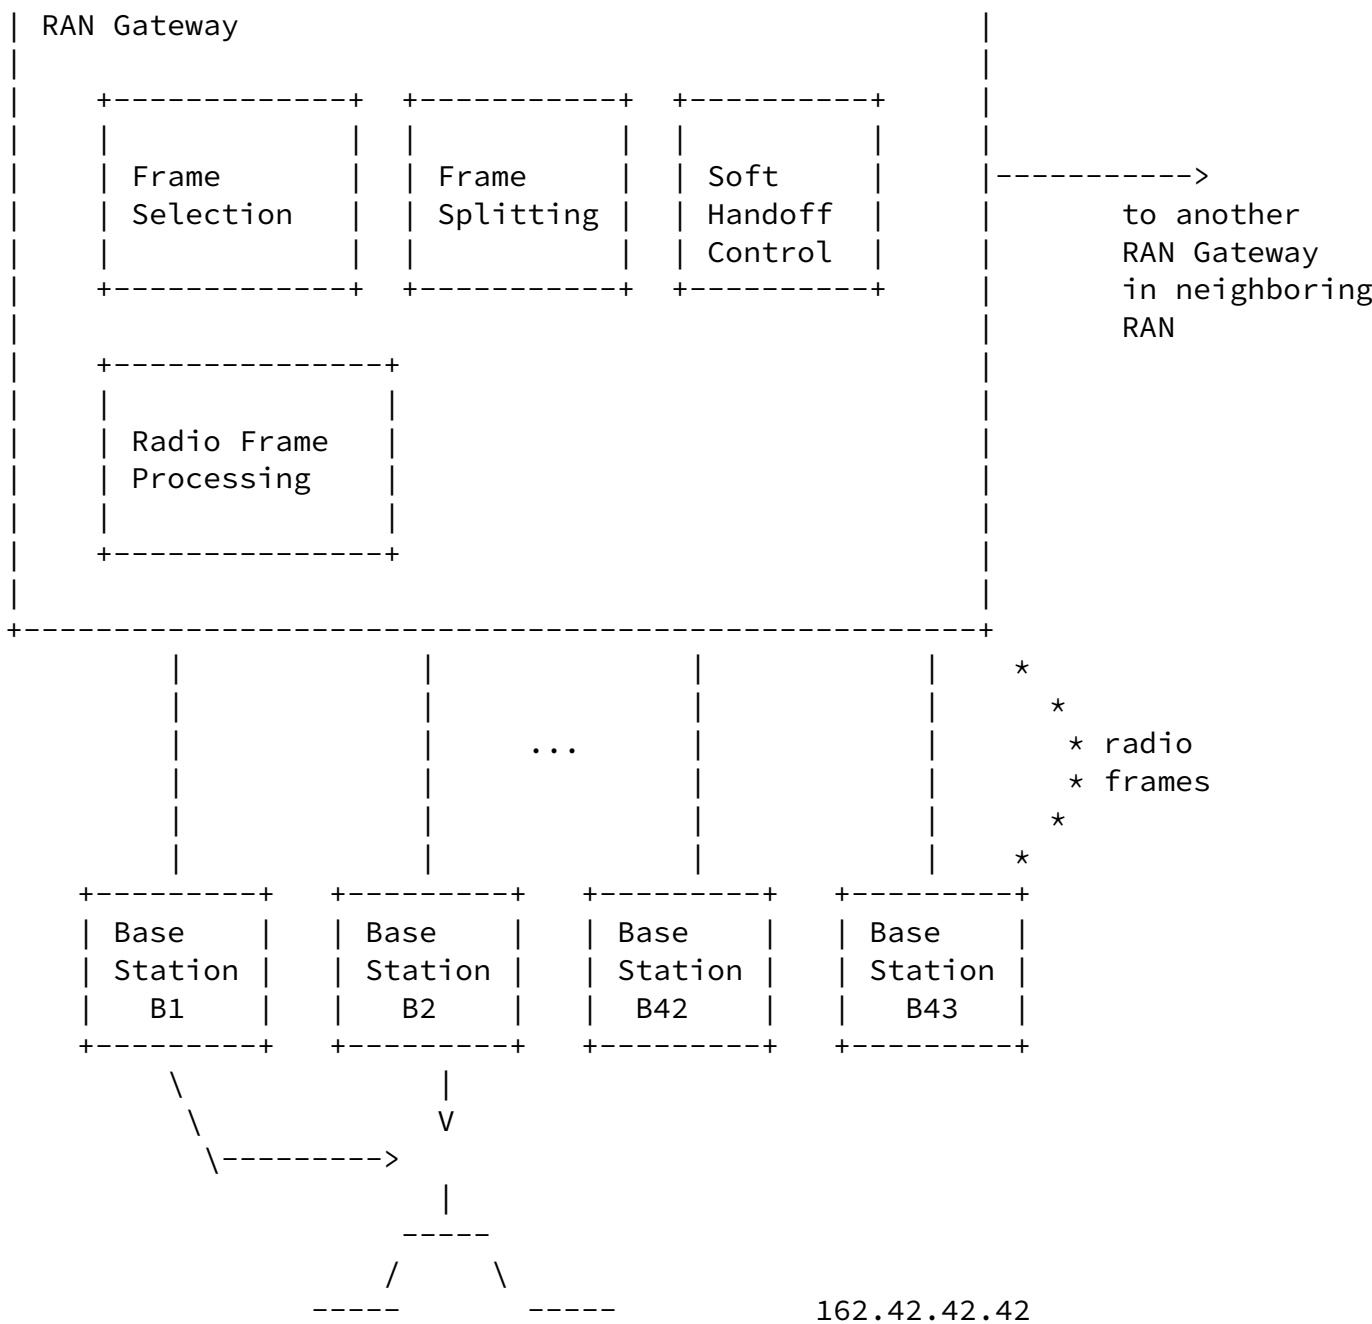 RAN Gateway
Frame Frame Soft
Selection Splitting Handoff to another
Control RAN Gateway
in neighboring
RAN
Radio Frame
Processing
... radio
frames
Base Base Base Base
Station Station Station Station
B1 B2 B42 B43
V
162.42.42.42